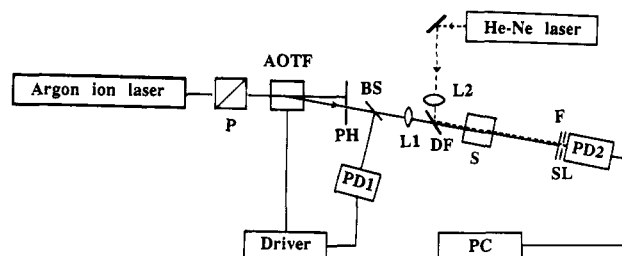 He-Ne laser
AOTF
Argon ion laser
BS
L2
P
PH
L1
DF
S
F
PD2
SL
PD1
Driver
PC